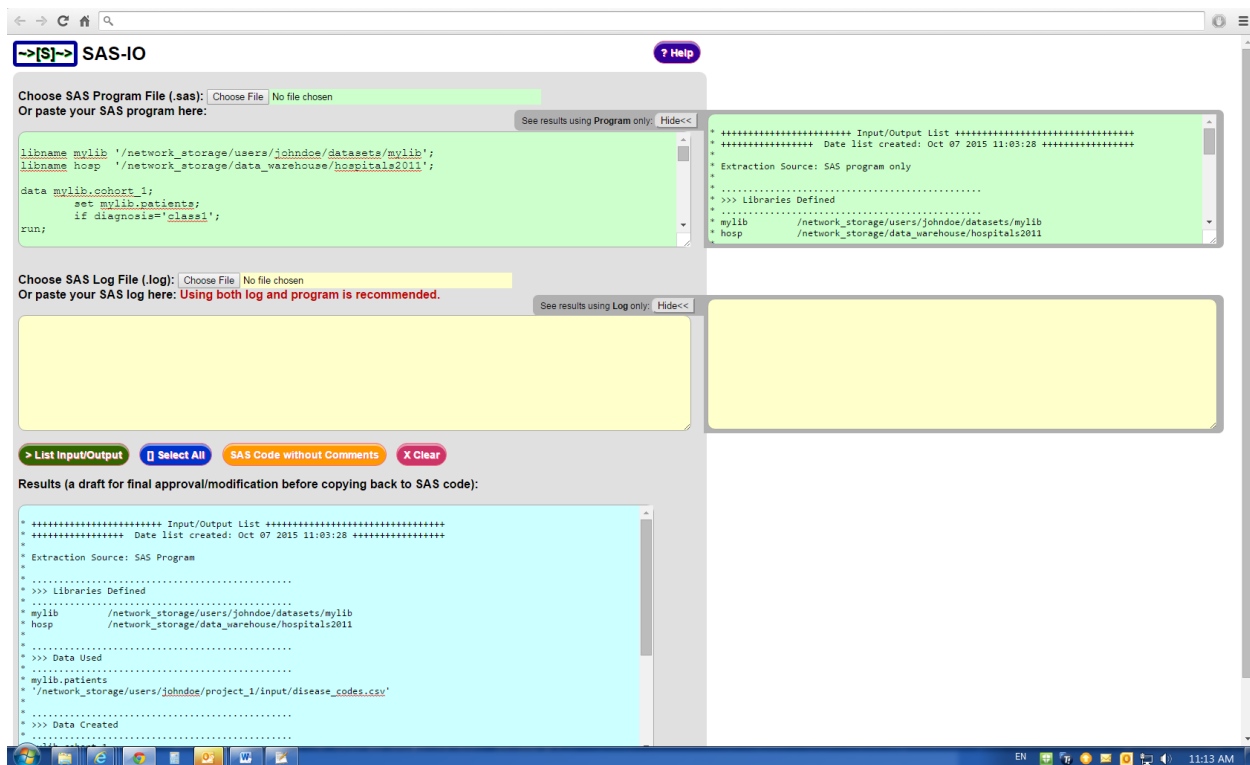 ~>[S]~> SAS-IO
? Help
Choose SAS Program File (.sas): Choose File No file chosen
Or paste your SAS program here:
See results using Program only: Hide<<
libname mylib '/network_storage/users/johndoe/datasets/mylib';
libname hosp '/network_storage/data_warehouse/hospitals2011';
data mylib.cohort_1;
set mylib.patients;
if diagnosis='class1';
run;
* ++++++++++++++++++++++++ Input/Output List +++++++++++++++++++++++++++++++++
* +++++++++++++++++ Date list created: Oct 07 2015 11:03:28 +++++++++++++++++
*
* Extraction Source: SAS program only
*
* ................................................
* >>> Libraries Defined
* ................................................
* mylib /network_storage/users/johndoe/datasets/mylib
* hosp /network_storage/data_warehouse/hospitals2011
*
Choose SAS Log File (.log): Choose File No file chosen
Or paste your SAS log here: Using both log and program is recommended.
See results using Log only: Hide<<
> List Input/Output [] Select All SAS Code without Comments X Clear
Results (a draft for final approval/modification before copying back to SAS code):
* ++++++++++++++++++++++++ Input/Output List +++++++++++++++++++++++++++++++++
* +++++++++++++++++ Date list created: Oct 07 2015 11:03:28 +++++++++++++++++
*
* Extraction Source: SAS Program
*
* ................................................
* >>> Libraries Defined
* ................................................
* mylib /network_storage/users/johndoe/datasets/mylib
* hosp /network_storage/data_warehouse/hospitals2011
*
* ................................................
* >>> Data Used
* ................................................
* mylib.patients
* '/network_storage/users/johndoe/project_1/input/disease_codes.csv'
*
* ................................................
* >>> Data Created
* ................................................
EN 11:13 AM